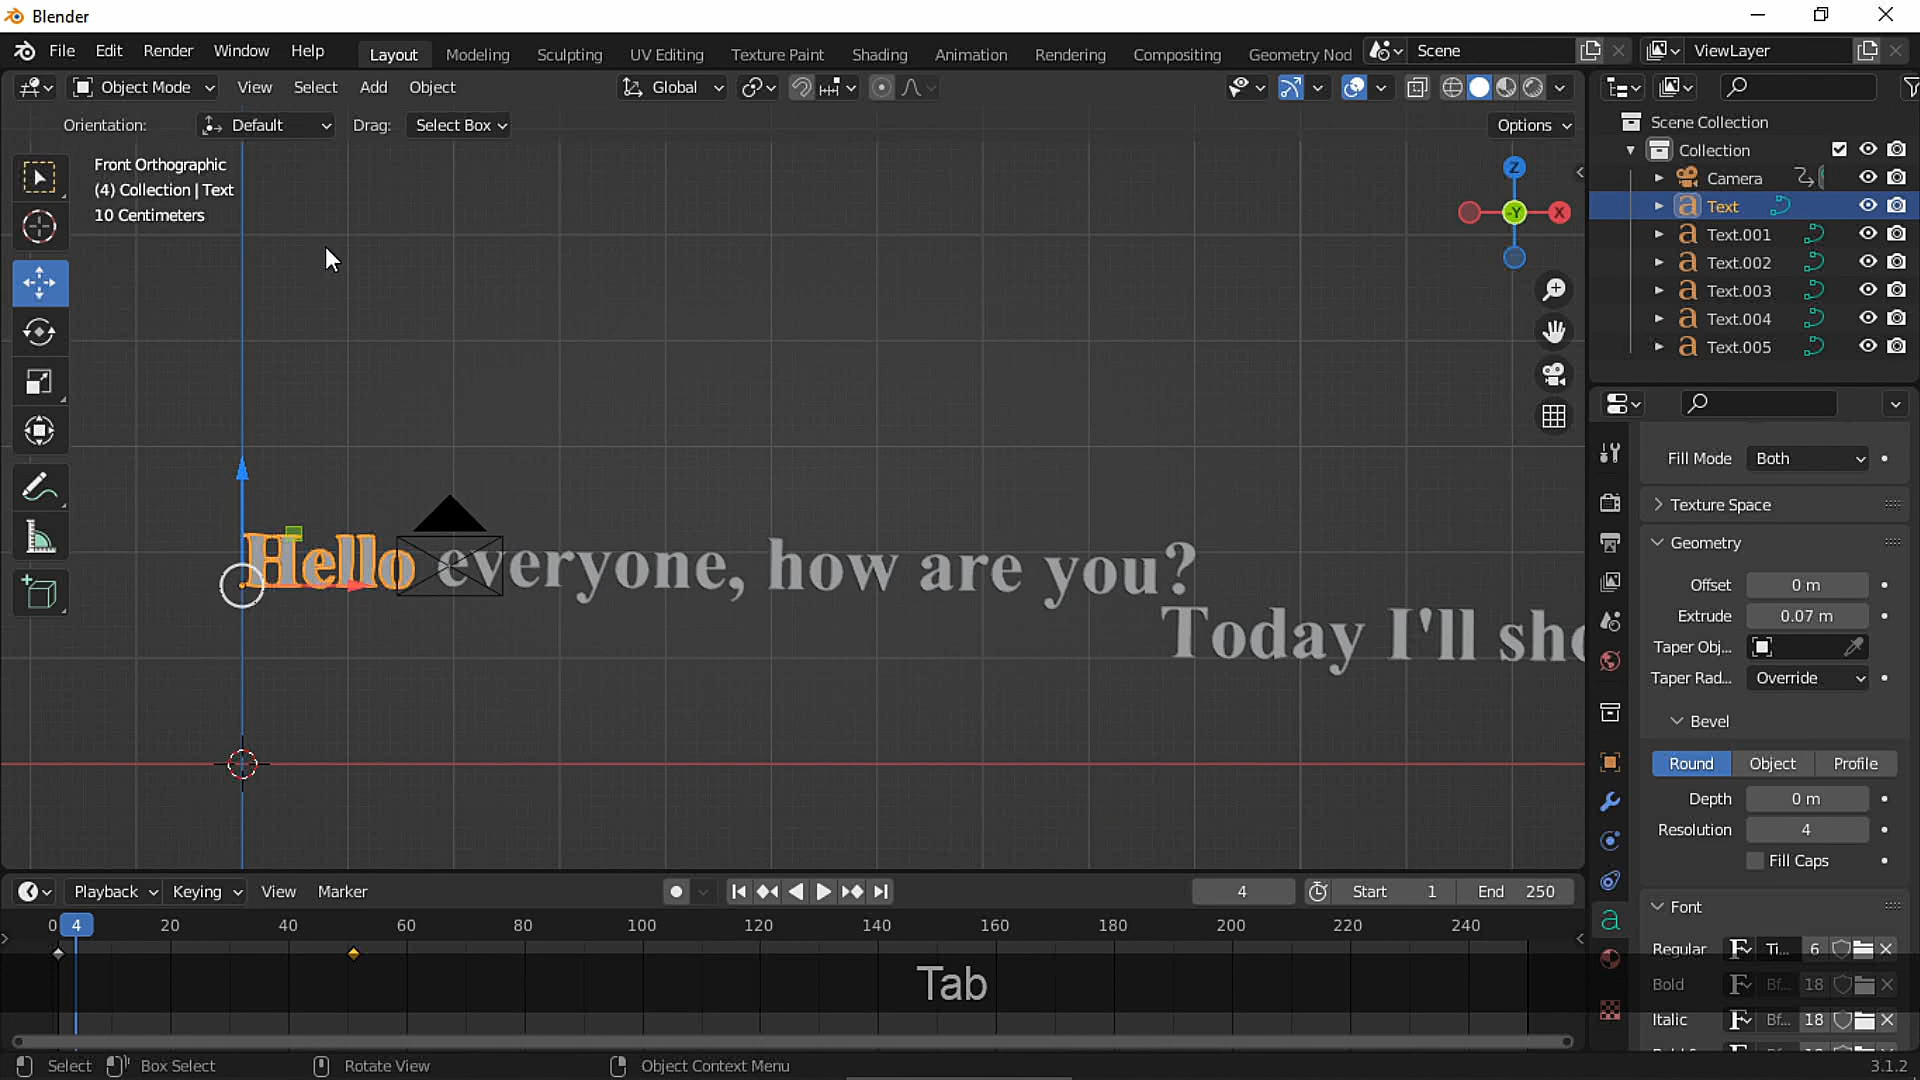 Blender
File Edit Render Window Help Layout Modeling Sculpting UV Editing Texture Paint Shading Animation Rendering Compositing Geometry Nod Scene ViewLayer
Object Mode View Select Add Object Global
Orientation: Default Drag: Select Box Options
Front Orthographic
(4) Collection | Text
10 Centimeters
Z
-Y
X
Hello everyone, how are you?
Today I'll sho
Scene Collection
Collection
Camera
Text
Text.001
Text.002
Text.003
Text.004
Text.005
Fill Mode Both
Texture Space
Geometry
Offset 0 m
Extrude 0.07 m
Taper Obj...
Taper Rad... Override
Bevel
Round Object Profile
Depth 0 m
Resolution 4
Fill Caps
Font
Regular Ti... 6
Bold Bf... 18
Italic Bf... 18
Playback Keying View Marker 4 Start 1 End 250
0 4 20 40 60 80 100 120 140 160 180 200 220 240
Tab
Select Box Select Rotate View Object Context Menu 3.1.2